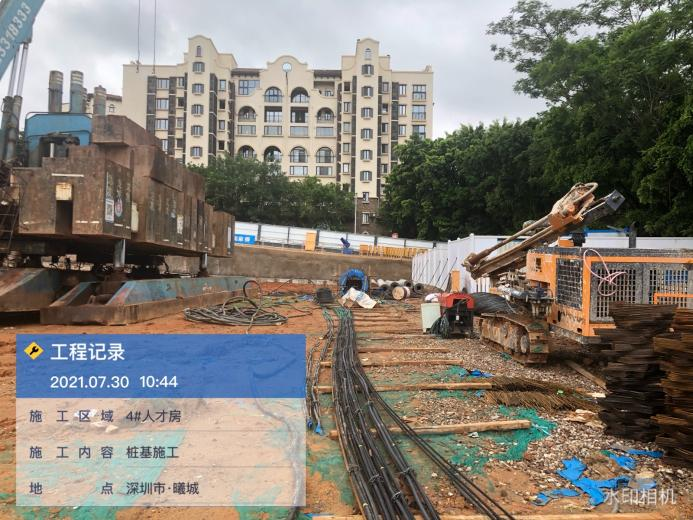 工程记录
2021.07.30 10:44
施工区域 4#人才房
施工内容 桩基施工
地点 深圳市·曦城
水印相机